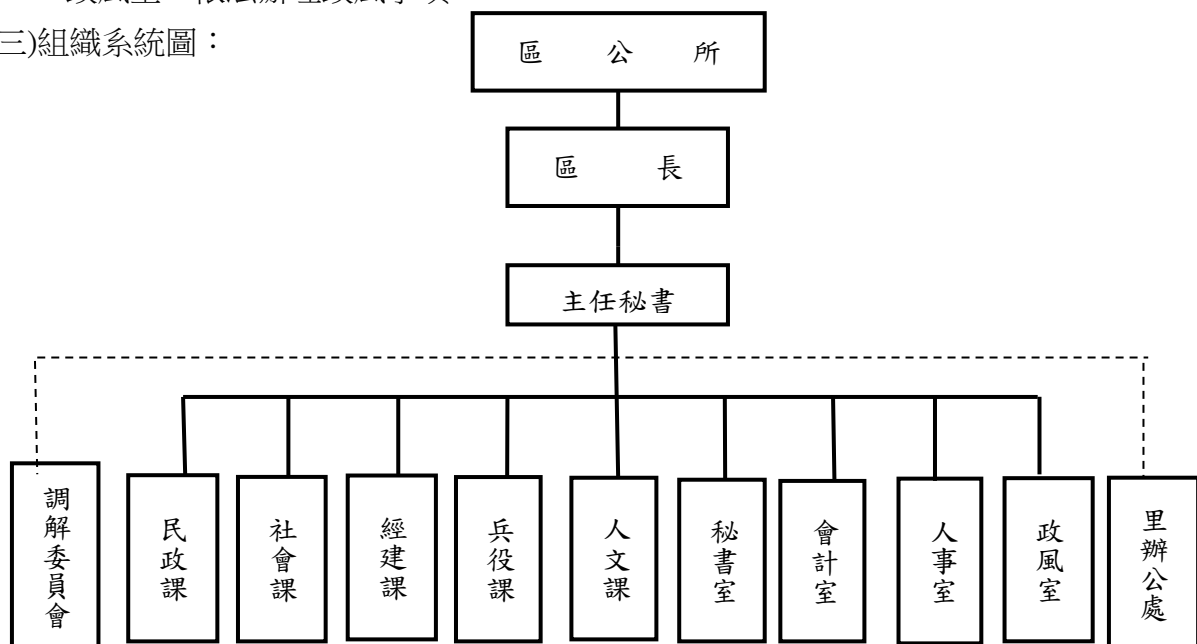 三)組織系統圖：
區 公 所
區 長
主任秘書
調解委員會
民政課
社會課
經建課
兵役課
人文課
秘書室
會計室
人事室
政風室
里辦公處